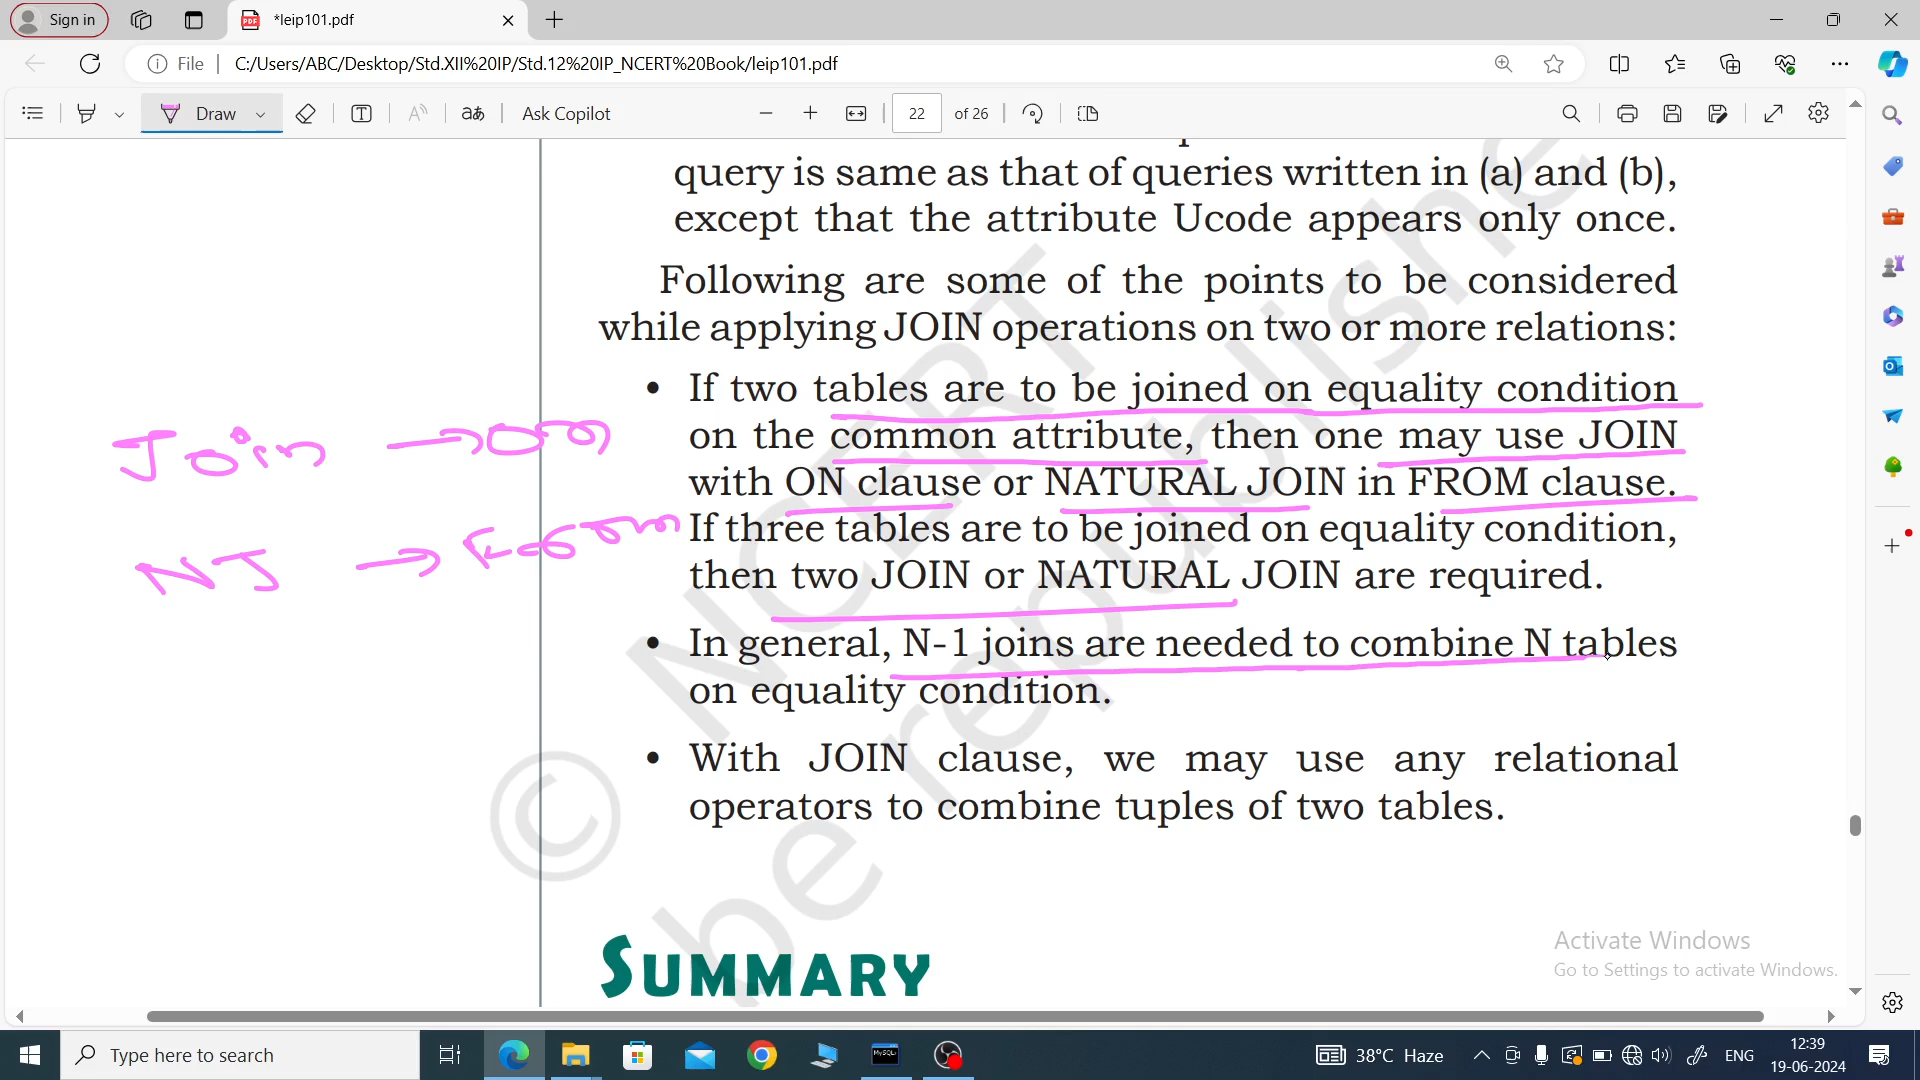 Sign in
*leip101.pdf
File
C:/Users/ABC/Desktop/Std.XII%20IP/Std.12%20IP_NCERT%20Book/leip101.pdf
Draw
Ask Copilot
22
of 26
query is same as that of queries written in (a) and (b),
except that the attribute Ucode appears only once.
Following are some of the points to be considered
while applying JOIN operations on two or more relations:
• If two tables are to be joined on equality condition
on the common attribute, then one may use JOIN
with ON clause or NATURAL JOIN in FROM clause.
If three tables are to be joined on equality condition,
then two JOIN or NATURAL JOIN are required.
• In general, N-1 joins are needed to combine N tables
on equality condition.
• With JOIN clause, we may use any relational
operators to combine tuples of two tables.
Join → On
NJ → From
© NCERT
be republishe
SUMMARY
Activate Windows
Go to Settings to activate Windows.
Type here to search
MySQL
38°C Haze
ENG
12:39
19-06-2024